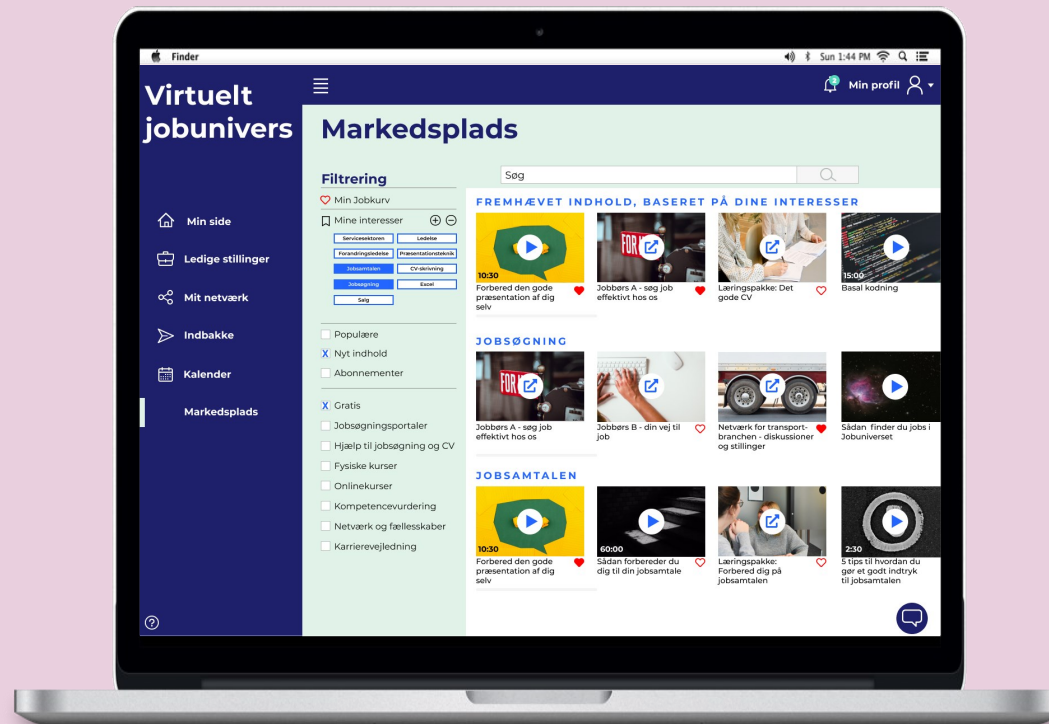 Finder
Sun 1:44 PM
Virtuelt
jobunivers
2
Min profil
Markedsplads
Min side
Ledige stillinger
Mit netværk
Indbakke
Kalender
Markedsplads
Filtrering
Min Jobkurv
Mine interesser
Servicesektoren
Ledelse
Forandringsledelse
Præsentationsteknik
Jobsamtalen
CV-skrivning
Jobsøgning
Excel
Salg
Populære
X Nyt indhold
Abonnementer
X Gratis
Jobsøgningsportaler
Hjælp til jobsøgning og CV
Fysiske kurser
Onlinekurser
Kompetencevurdering
Netværk og fællesskaber
Karrierevejledning
Søg
FREMHÆVET INDHOLD, BASERET PÅ DINE INTERESSER
10:30
Forbered den gode
præsentation af dig
selv
FOR
Jobbørs A - søg job
effektivt hos os
Læringspakke: Det
gode CV
15:00
Basal kodning
JOBSØGNING
FOR
Jobbørs A - søg job
effektivt hos os
Jobbørs B - din vej til
job
Netværk for transport-
branchen - diskussioner
og stillinger
Sådan finder du jobs i
Jobuniverset
JOBSAMTALEN
10:30
Forbered den gode
præsentation af dig
selv
60:00
Sådan forbereder du
dig til din jobsamtale
Læringspakke:
Forbered dig på
jobsamtalen
2:30
5 tips til hvordan du
gør et godt indtryk
til jobsamtalen
?